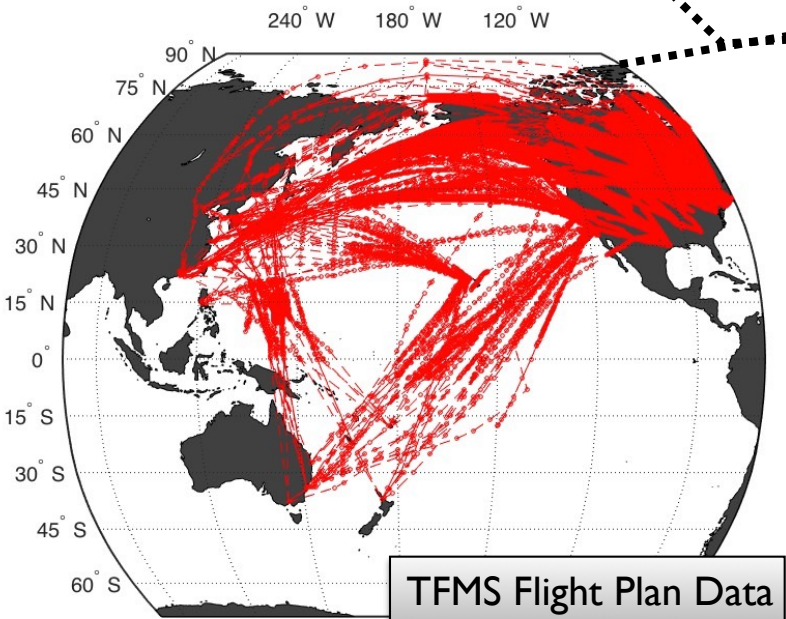 240° W 180° W 120° W
90° N
75° N
60° N
45° N
30° N
15° N
0°
15° S
30° S
45° S
60° S
TFMS Flight Plan Data